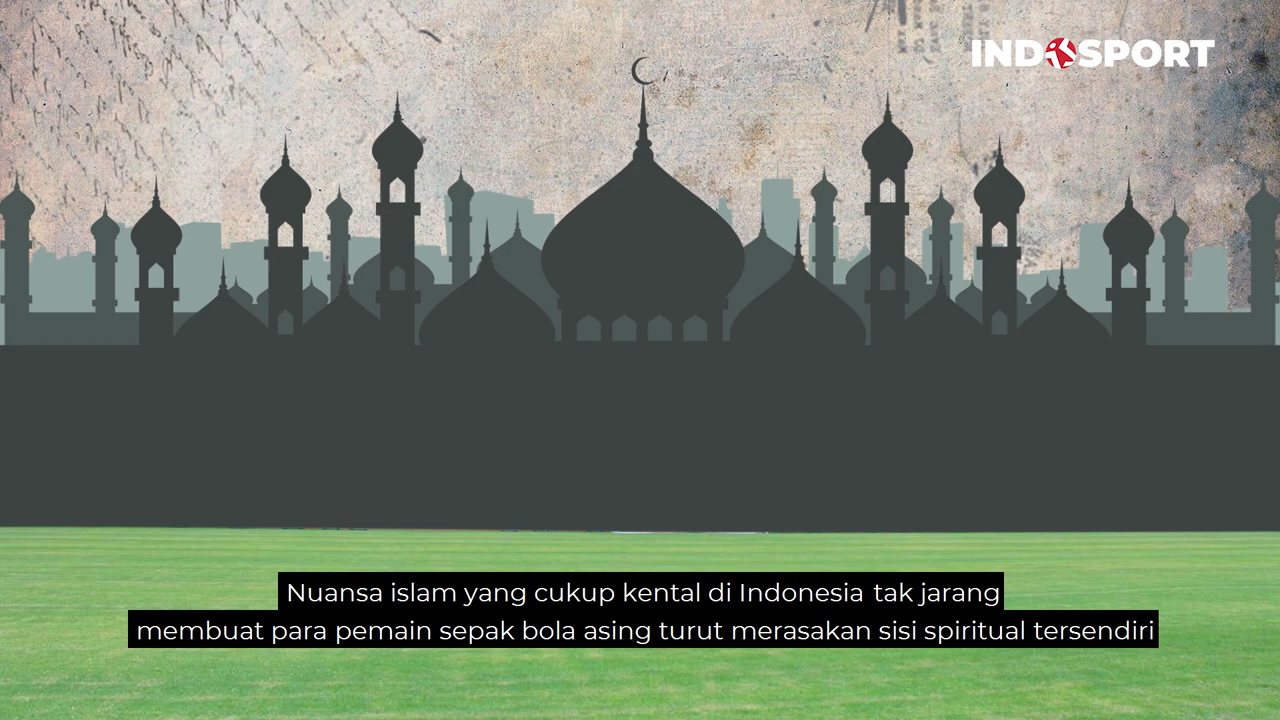 INDOSPORT
Nuansa islam yang cukup kental di Indonesia tak jarang
membuat para pemain sepak bola asing turut merasakan sisi spiritual tersendiri